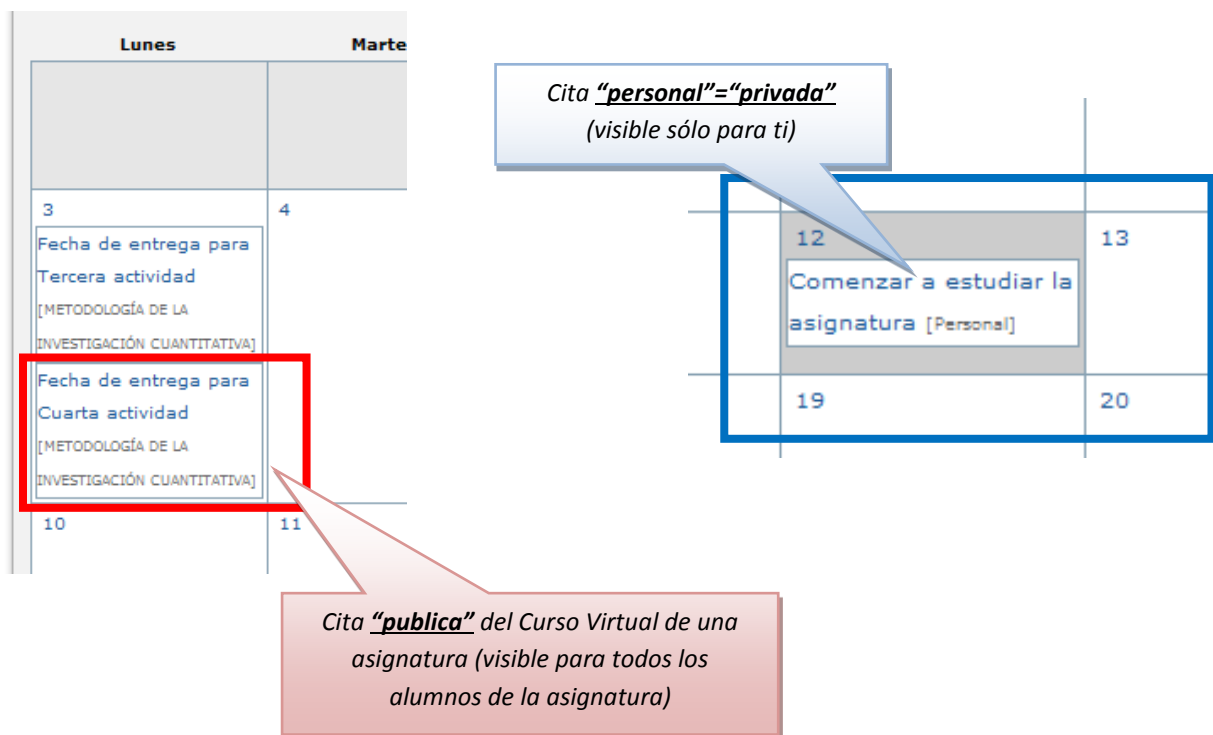 Lunes
Marte
3
4
Fecha de entrega para
Tercera actividad
[METODOLOGÍA DE LA
INVESTIGACIÓN CUANTITATIVA]
Fecha de entrega para
Cuarta actividad
[METODOLOGÍA DE LA
INVESTIGACIÓN CUANTITATIVA]
10
11
Cita “publica” del Curso Virtual de una
asignatura (visible para todos los
alumnos de la asignatura)
Cita “personal”=“privada”
(visible sólo para ti)
12
13
Comenzar a estudiar la
asignatura [Personal]
19
20